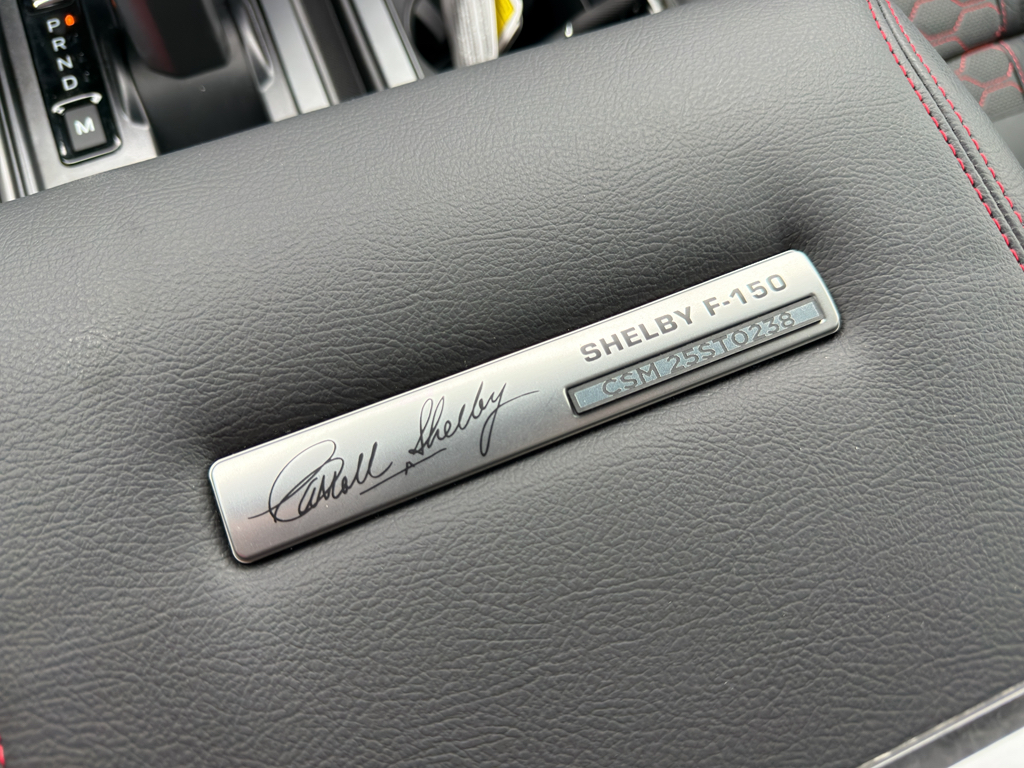 P
R
N
D
M
SHELBY F-150
CSM 25ST0238
Carroll Shelby